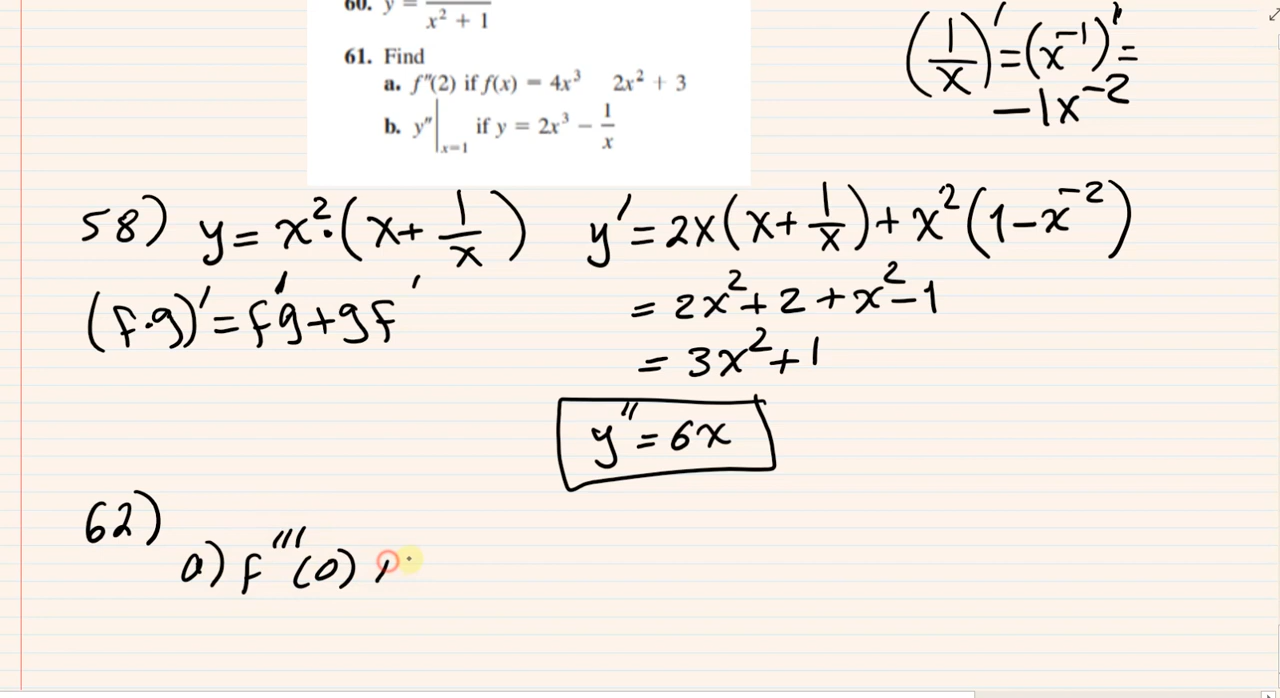 60. y =
x² + 1
61. Find
a. f″(2) if f(x) = 4x³ 2x² + 3
b. y″|ₓ₌₁ if y = 2x³ − 1/x
(1/x)′ = (x⁻¹)′ =
− 1x⁻²
58) y = x² · (x + 1/x) y′ = 2x(x + 1/x) + x²(1 − x⁻²)
(f·g)′ = f′g + gf′
= 2x² + 2 + x² − 1
= 3x² + 1
y″ = 6x
62)
a) f‴(0)